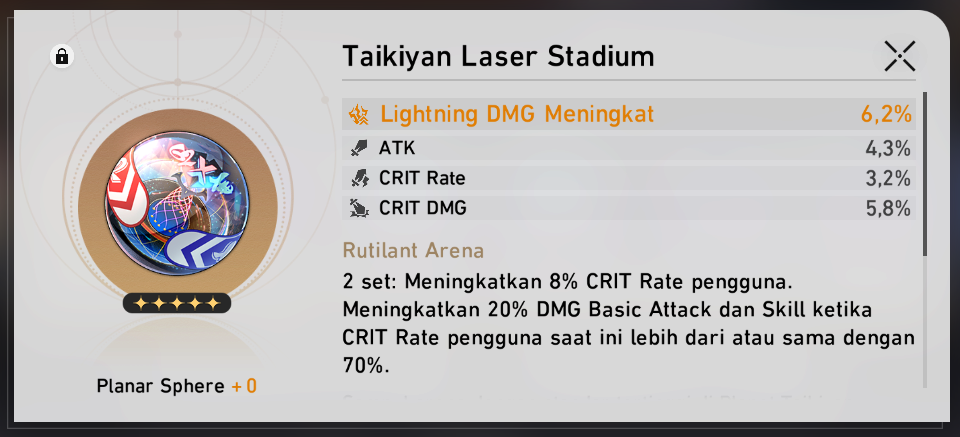 Taikiyan Laser Stadium
Lightning DMG Meningkat 6,2%
ATK 4,3%
CRIT Rate 3,2%
CRIT DMG 5,8%
Rutilant Arena
2 set: Meningkatkan 8% CRIT Rate pengguna.
Meningkatkan 20% DMG Basic Attack dan Skill ketika
CRIT Rate pengguna saat ini lebih dari atau sama dengan
70%.
Planar Sphere +0